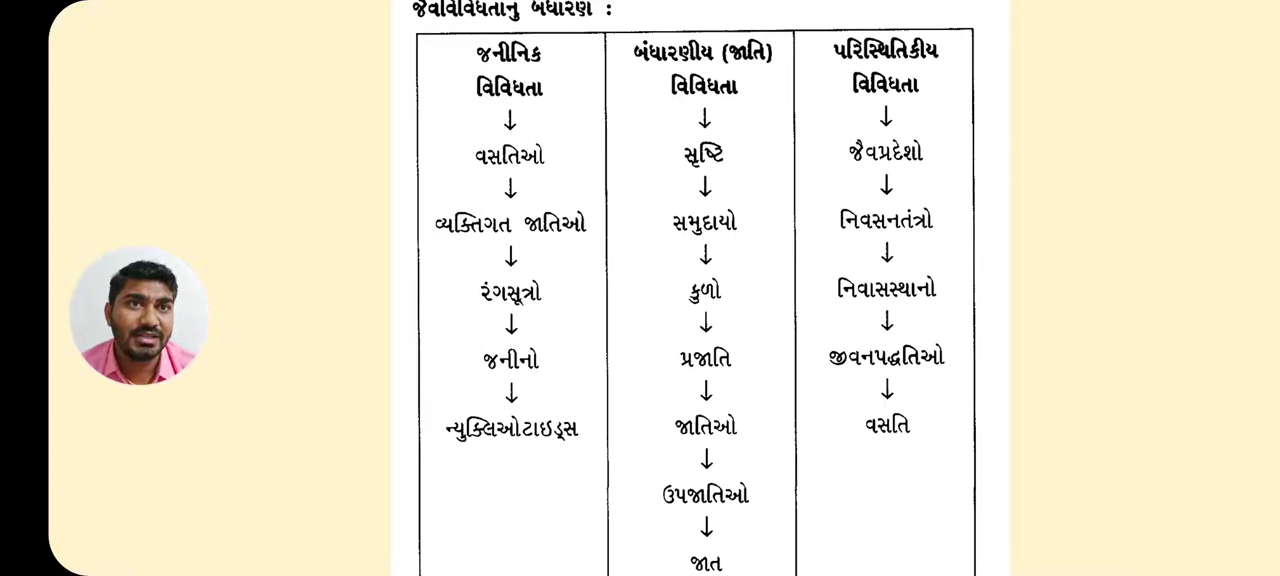 જૈવવિવિધતાનું બંધારણ :
જનીનિક બંધારણીય (જાતિ) પરિસ્થિતિકીય
વિવિધતા વિવિધતા વિવિધતા
↓ ↓ ↓
વસતિઓ સૃષ્ટિ જૈવપ્રદેશો
↓ ↓ ↓
વ્યક્તિગત જાતિઓ સમુદાયો નિવસનતંત્રો
↓ ↓ ↓
રંગસૂત્રો કુળો નિવાસસ્થાનો
↓ ↓ ↓
જનીનો પ્રજાતિ જીવનપદ્ધતિઓ
↓ ↓ ↓
ન્યુક્લિઓટાઇડ્સ જાતિઓ વસતિ
↓
ઉપજાતિઓ
↓
જાત